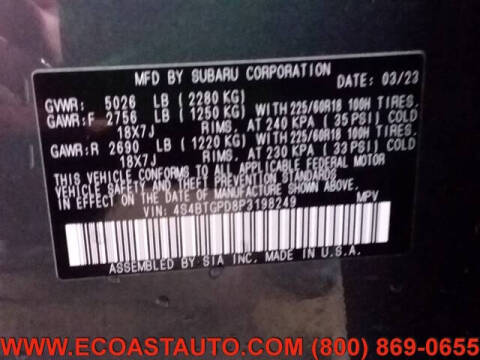 MFD BY SUBARU CORPORATION DATE: 03/23
GVWR: 5026 LB (2280 KG)
GAWR:F 2756 LB (1250 KG) WITH 225/60R18 100H TIRES.
18X7J RIMS. AT 240 KPA (35 PSI) COLD
GAWR:R 2690 LB (1220 KG) WITH 225/60R18 100H TIRES.
18X7J RIMS. AT 230 KPA (33 PSI) COLD
THIS VEHICLE CONFORMS TO ALL APPLICABLE FEDERAL MOTOR
VEHICLE SAFETY AND THEFT PREVENTION STANDARDS
IN EFFECT ON THE DATE OF MANUFACTURE SHOWN ABOVE.
VIN: 4S4BTGPD8P3198249 MPV
ASSEMBLED BY SIA INC. MADE IN U.S.A.
WWW.ECOASTAUTO.COM (800) 869-0655